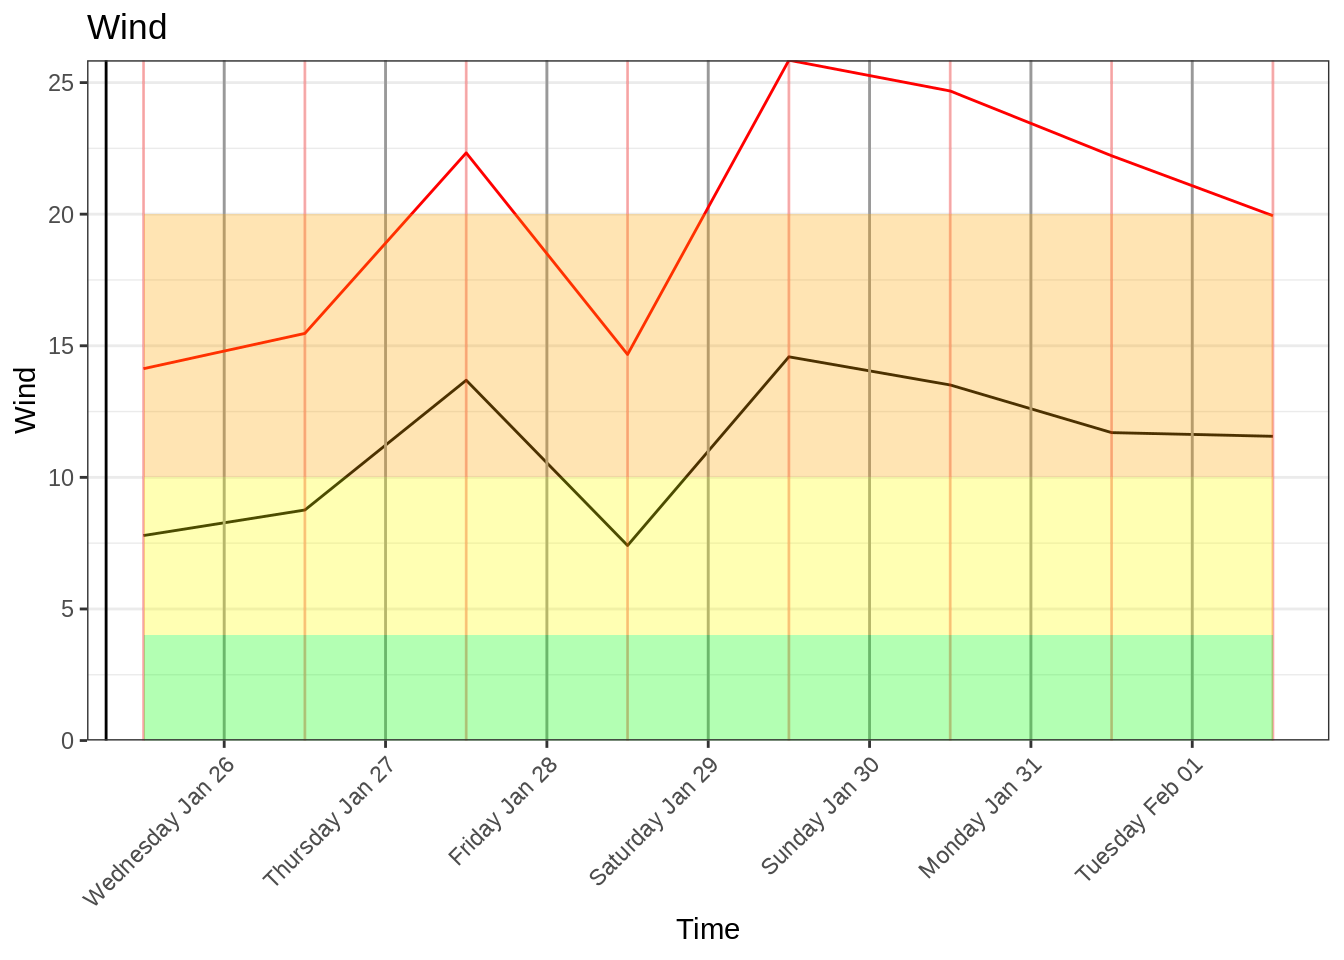 Wind
25
20
15
10
5
0
Wind
Wednesday Jan 26
Thursday Jan 27
Friday Jan 28
Saturday Jan 29
Sunday Jan 30
Monday Jan 31
Tuesday Feb 01
Time